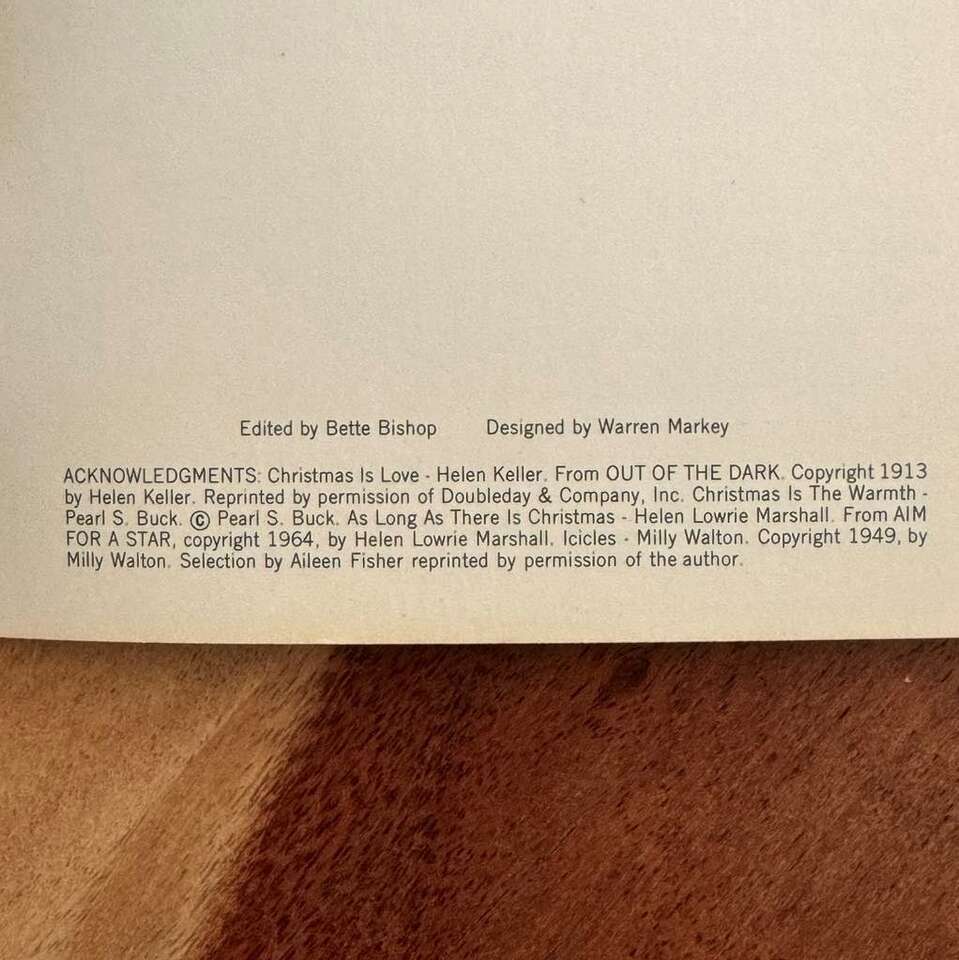 Edited by Bette Bishop Designed by Warren Markey
ACKNOWLEDGMENTS: Christmas Is Love - Helen Keller. From OUT OF THE DARK. Copyright 1913
by Helen Keller. Reprinted by permission of Doubleday & Company, Inc. Christmas Is The Warmth -
Pearl S. Buck. © Pearl S. Buck. As Long As There Is Christmas - Helen Lowrie Marshall. From AIM
FOR A STAR, copyright 1964, by Helen Lowrie Marshall. Icicles - Milly Walton. Copyright 1949, by
Milly Walton. Selection by Aileen Fisher reprinted by permission of the author.